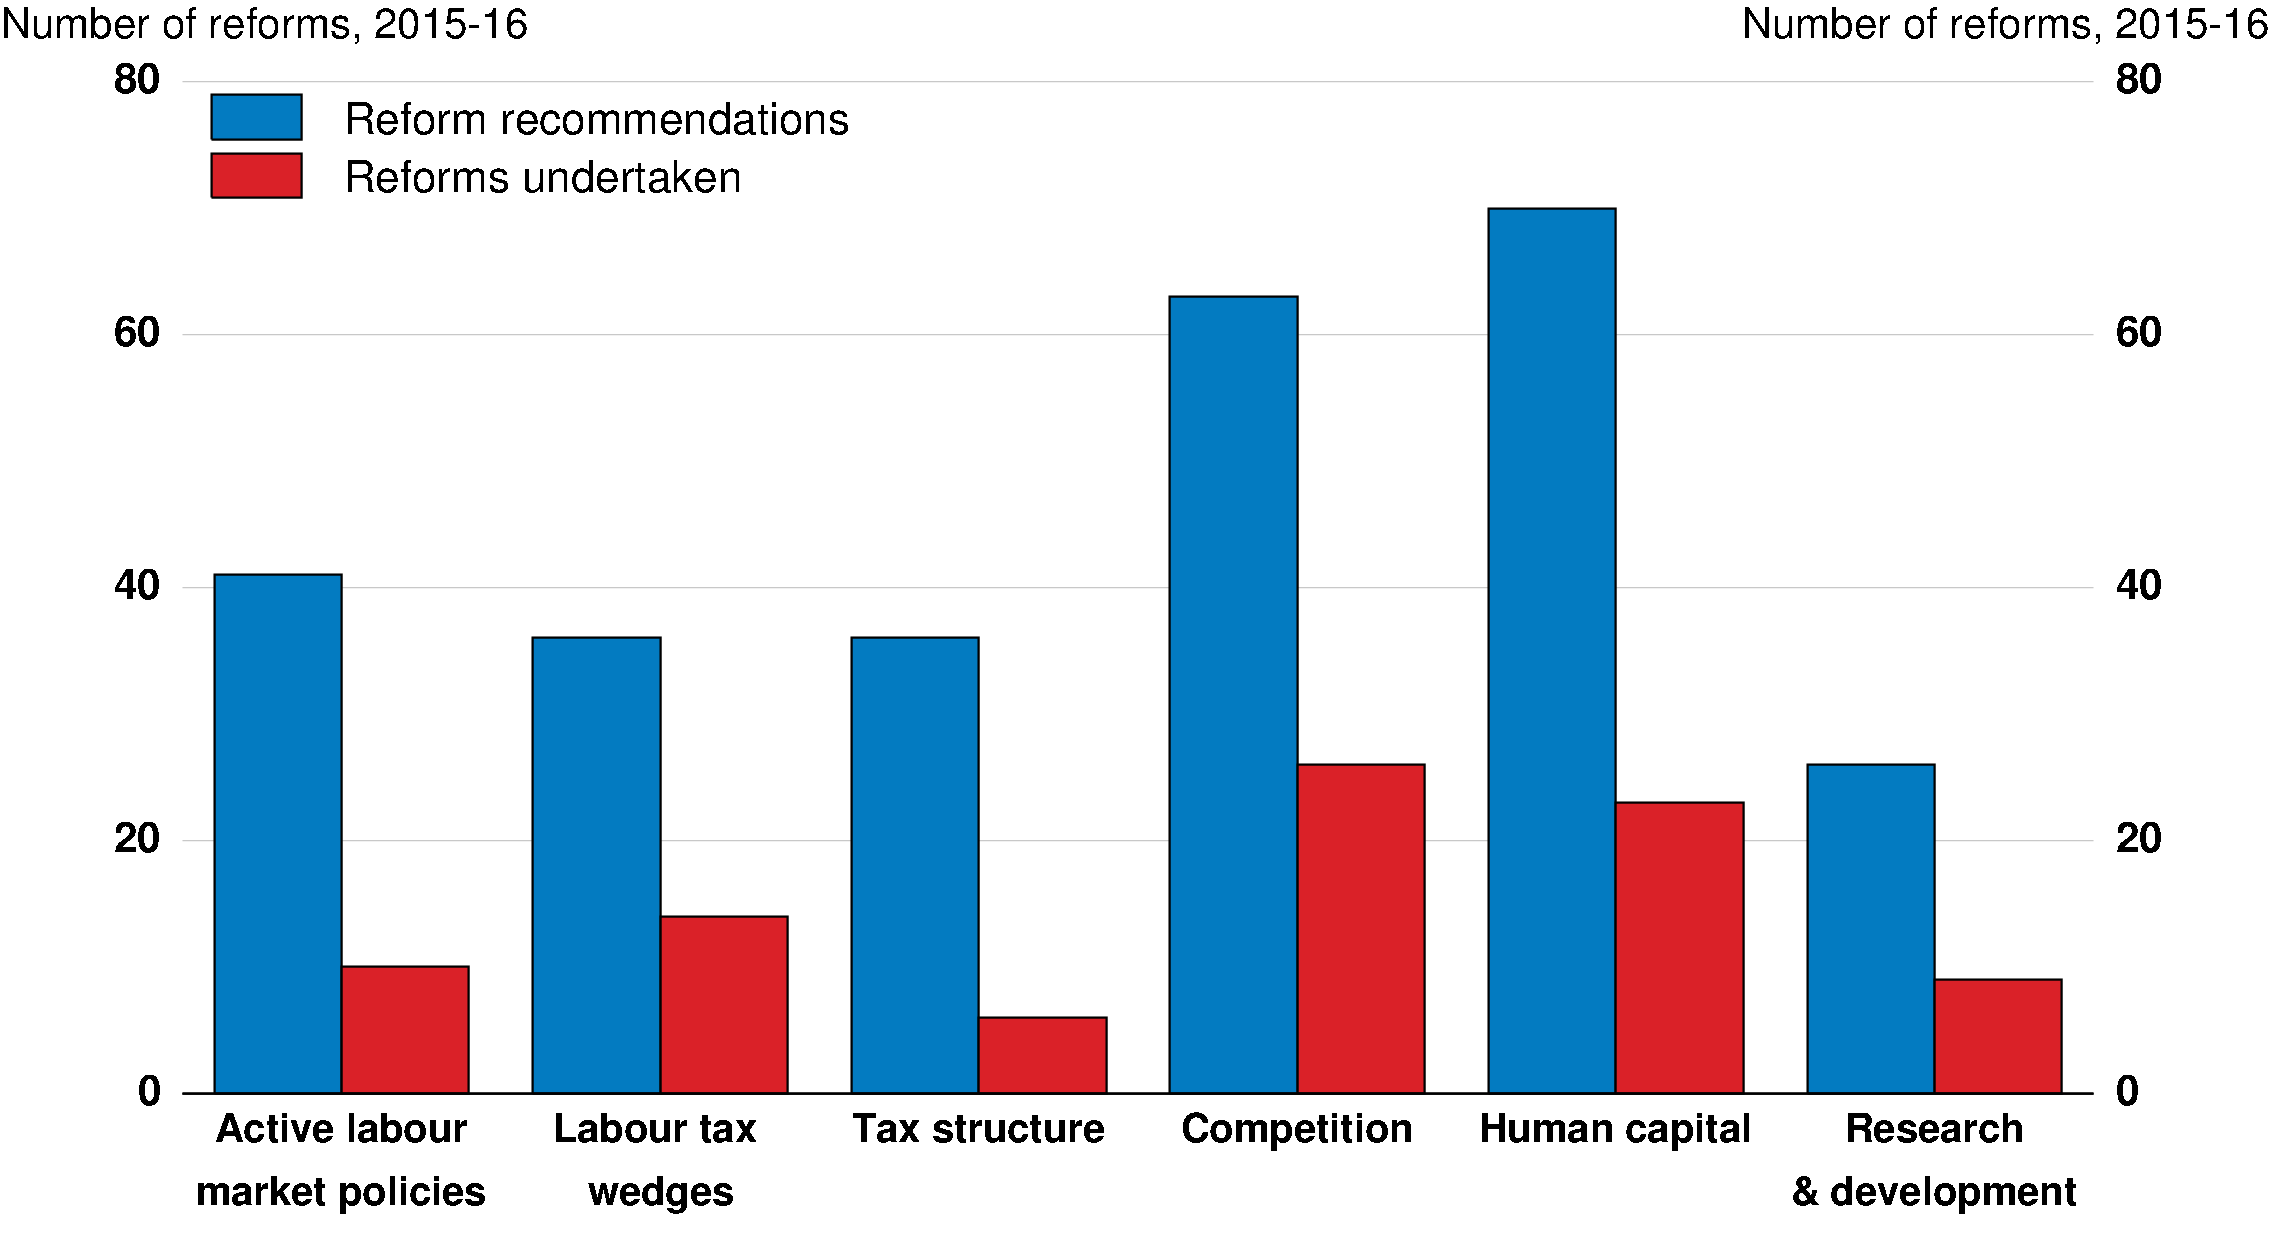 Number of reforms, 2015-16 Number of reforms, 2015-16
80 80
Reform recommendations
Reforms undertaken
60 60
40 40
20 20
0 0
Active labour Labour tax Tax structure Competition Human capital Research
market policies wedges & development